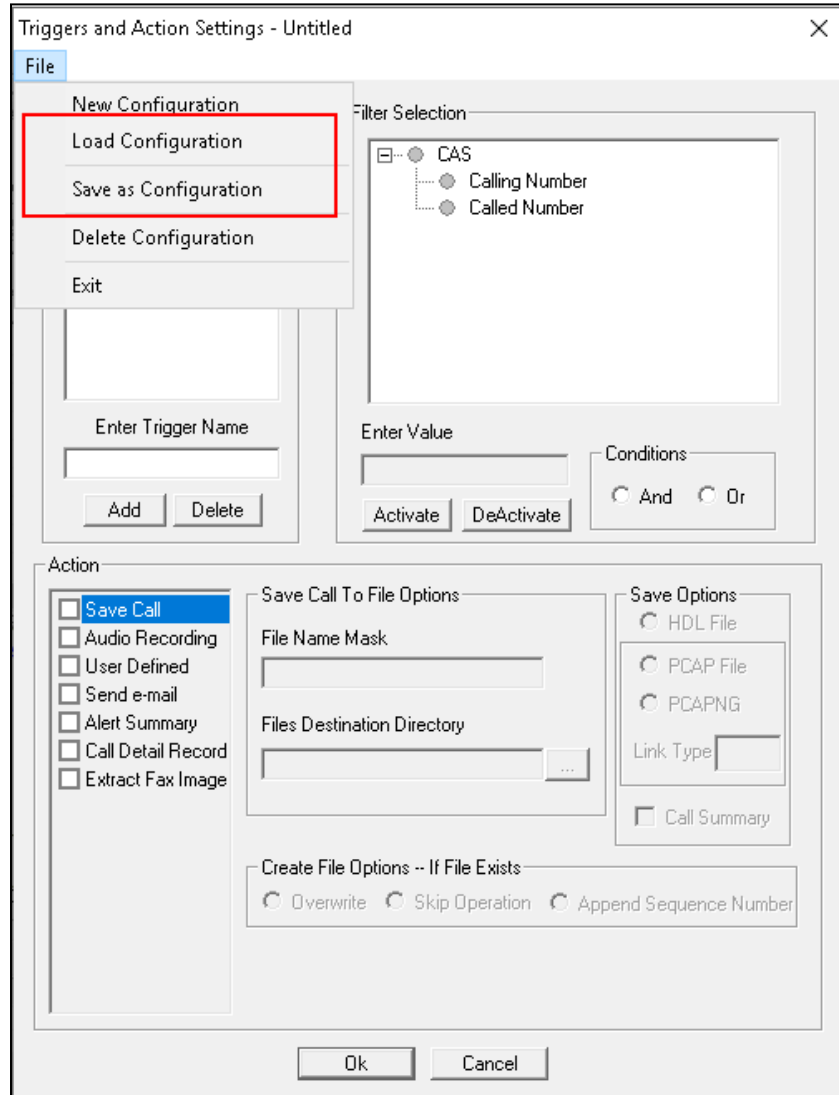 Triggers and Action Settings - Untitled
File
New Configuration
Load Configuration
Save as Configuration
Delete Configuration
Exit
Filter Selection
CAS
Calling Number
Called Number
Enter Trigger Name
Add Delete
Enter Value
Activate DeActivate
Conditions
And Or
Action
Save Call
Audio Recording
User Defined
Send e-mail
Alert Summary
Call Detail Record
Extract Fax Image
Save Call To File Options
File Name Mask
Files Destination Directory
...
Save Options
HDL File
PCAP File
PCAPNG
Link Type
Call Summary
Create File Options -- If File Exists
Overwrite Skip Operation Append Sequence Number
Ok Cancel